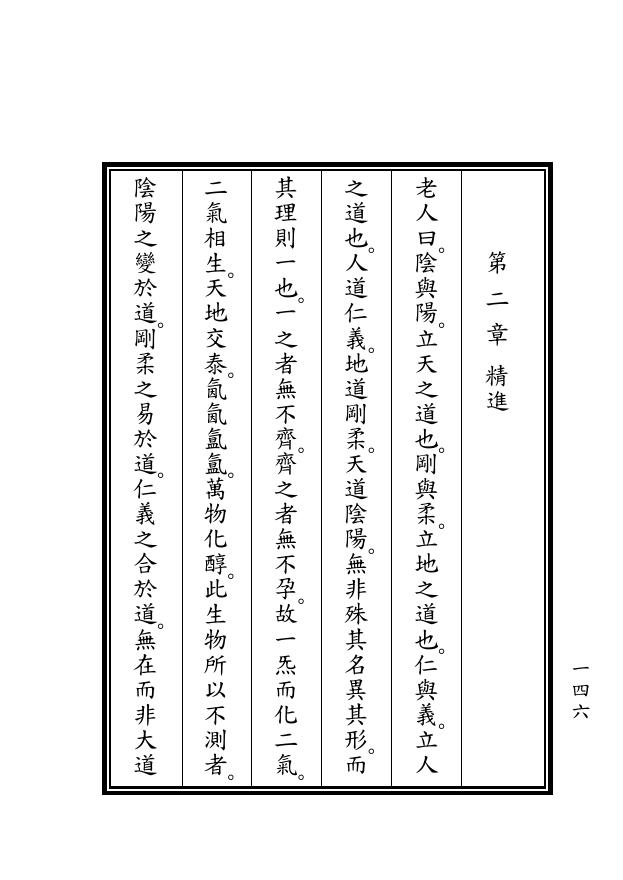 第二章 精進
老人曰。陰與陽。立天之道也。剛與柔。立地之道也。仁與義。立人
之道也。人道仁義。地道剛柔。天道陰陽。無非殊其名異其形。而
其理則一也。一之者無不齊。齊之者無不孕。故一炁而化二氣。
二氣相生。天地交泰。氤氤氳氳。萬物化醇。此生物所以不測者。
陰陽之變於道。剛柔之易於道。仁義之合於道。無在而非大道
一四六